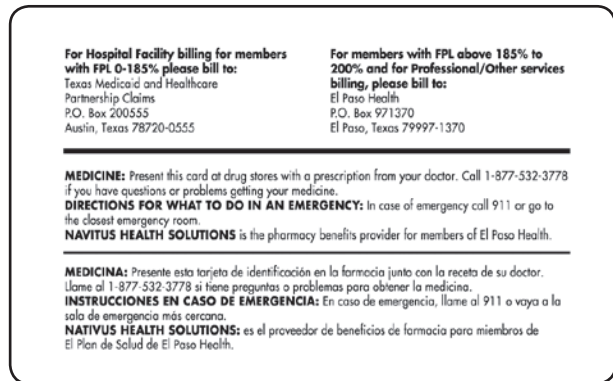 For Hospital Facility billing for members
with FPL 0-185% please bill to:
Texas Medicaid and Healthcare
Partnership Claims
P.O. Box 200555
Austin, Texas 78720-0555
For members with FPL above 185% to
200% and for Professional/Other services
billing, please bill to:
El Paso Health
P.O. Box 971370
El Paso, Texas 79997-1370
MEDICINE: Present this card at drug stores with a prescription from your doctor. Call 1-877-532-3778
if you have questions or problems getting your medicine.
DIRECTIONS FOR WHAT TO DO IN AN EMERGENCY: In case of emergency call 911 or go to
the closest emergency room.
NAVITUS HEALTH SOLUTIONS is the pharmacy benefits provider for members of El Paso Health.
MEDICINA: Presente esta tarjeta de identificación en la farmacia junto con la receta de su doctor.
Llame al 1-877-532-3778 si tiene preguntas o problemas para obtener la medicina.
INSTRUCCIONES EN CASO DE EMERGENCIA: En caso de emergencia, llame al 911 o vaya a la
sala de emergencia más cercana.
NATIVUS HEALTH SOLUTIONS: es el proveedor de beneficios de farmacia para miembros de
El Plan de Salud de El Paso Health.